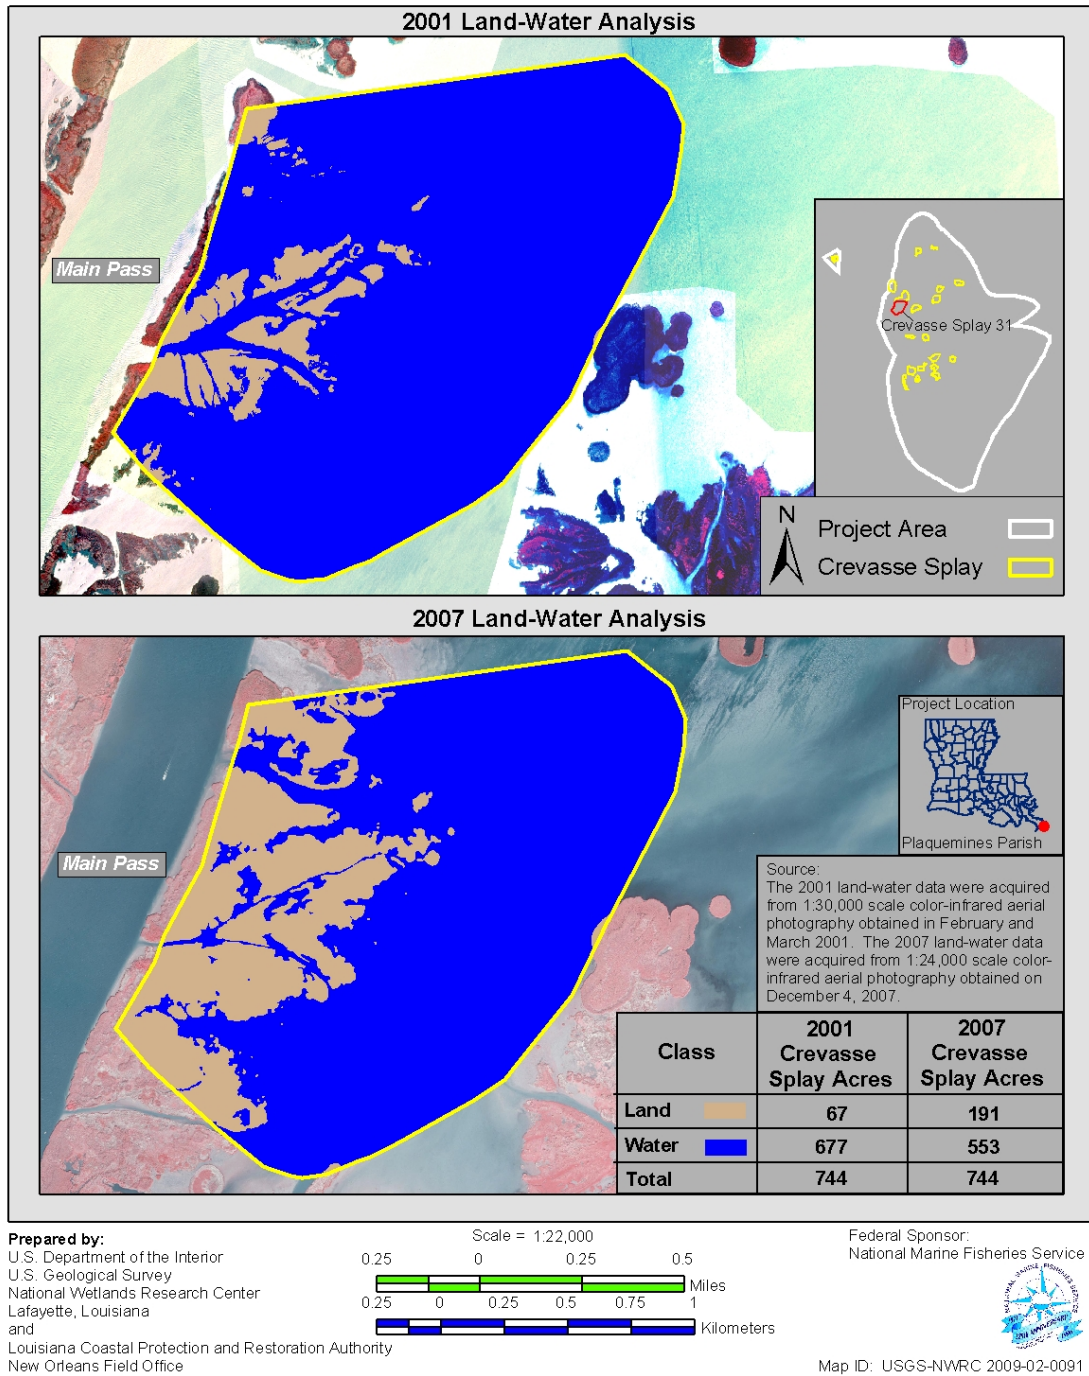 2001 Land-Water Analysis
Main Pass
Crevasse Splay 31
N
Project Area
Crevasse Splay
2007 Land-Water Analysis
Main Pass
Project Location
Plaquemines Parish
Source:
The 2001 land-water data were acquired
from 1:30,000 scale color-infrared aerial
photography obtained in February and
March 2001. The 2007 land-water data
were acquired from 1:24,000 scale color-
infrared aerial photography obtained on
December 4, 2007.
Class 2001 Crevasse Splay Acres 2007 Crevasse Splay Acres
Land 67 191
Water 677 553
Total 744 744
Prepared by:
U.S. Department of the Interior
U.S. Geological Survey
National Wetlands Research Center
Lafayette, Louisiana
and
Louisiana Coastal Protection and Restoration Authority
New Orleans Field Office
Scale = 1:22,000
0.25 0 0.25 0.5
Miles
0.25 0 0.25 0.5 0.75 1
Kilometers
Federal Sponsor:
National Marine Fisheries Service
Map ID: USGS-NWRC 2009-02-0091